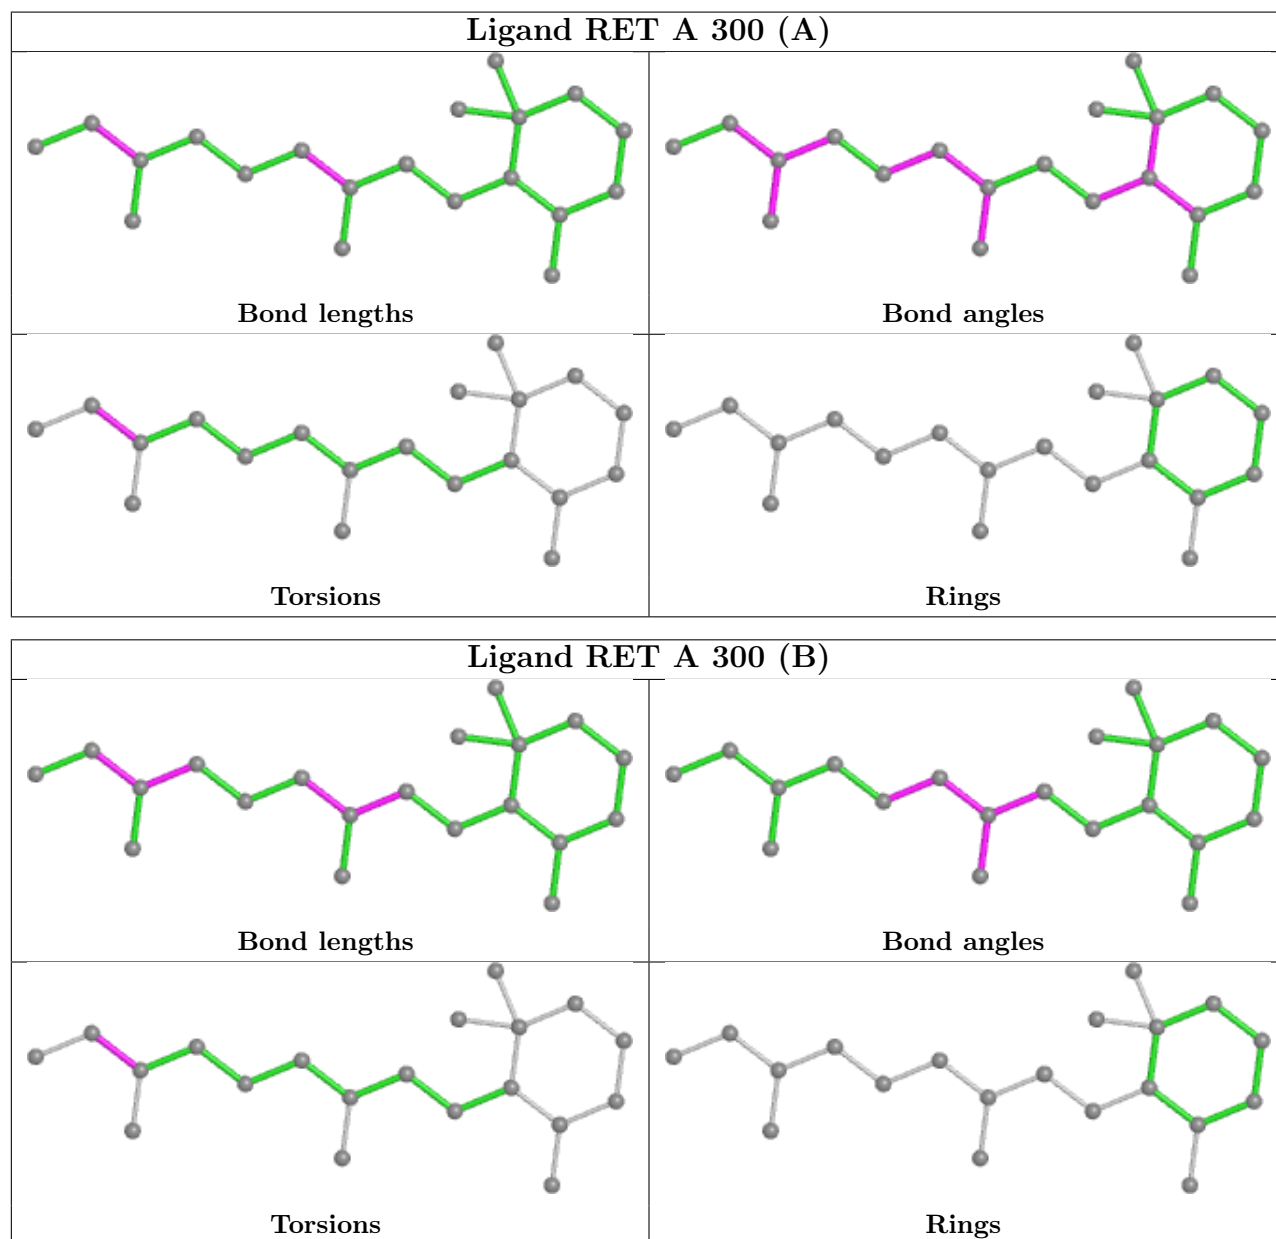 Ligand RET A 300 (A)
Bond lengths
Bond angles
Torsions
Rings
Ligand RET A 300 (B)
Bond lengths
Bond angles
Torsions
Rings